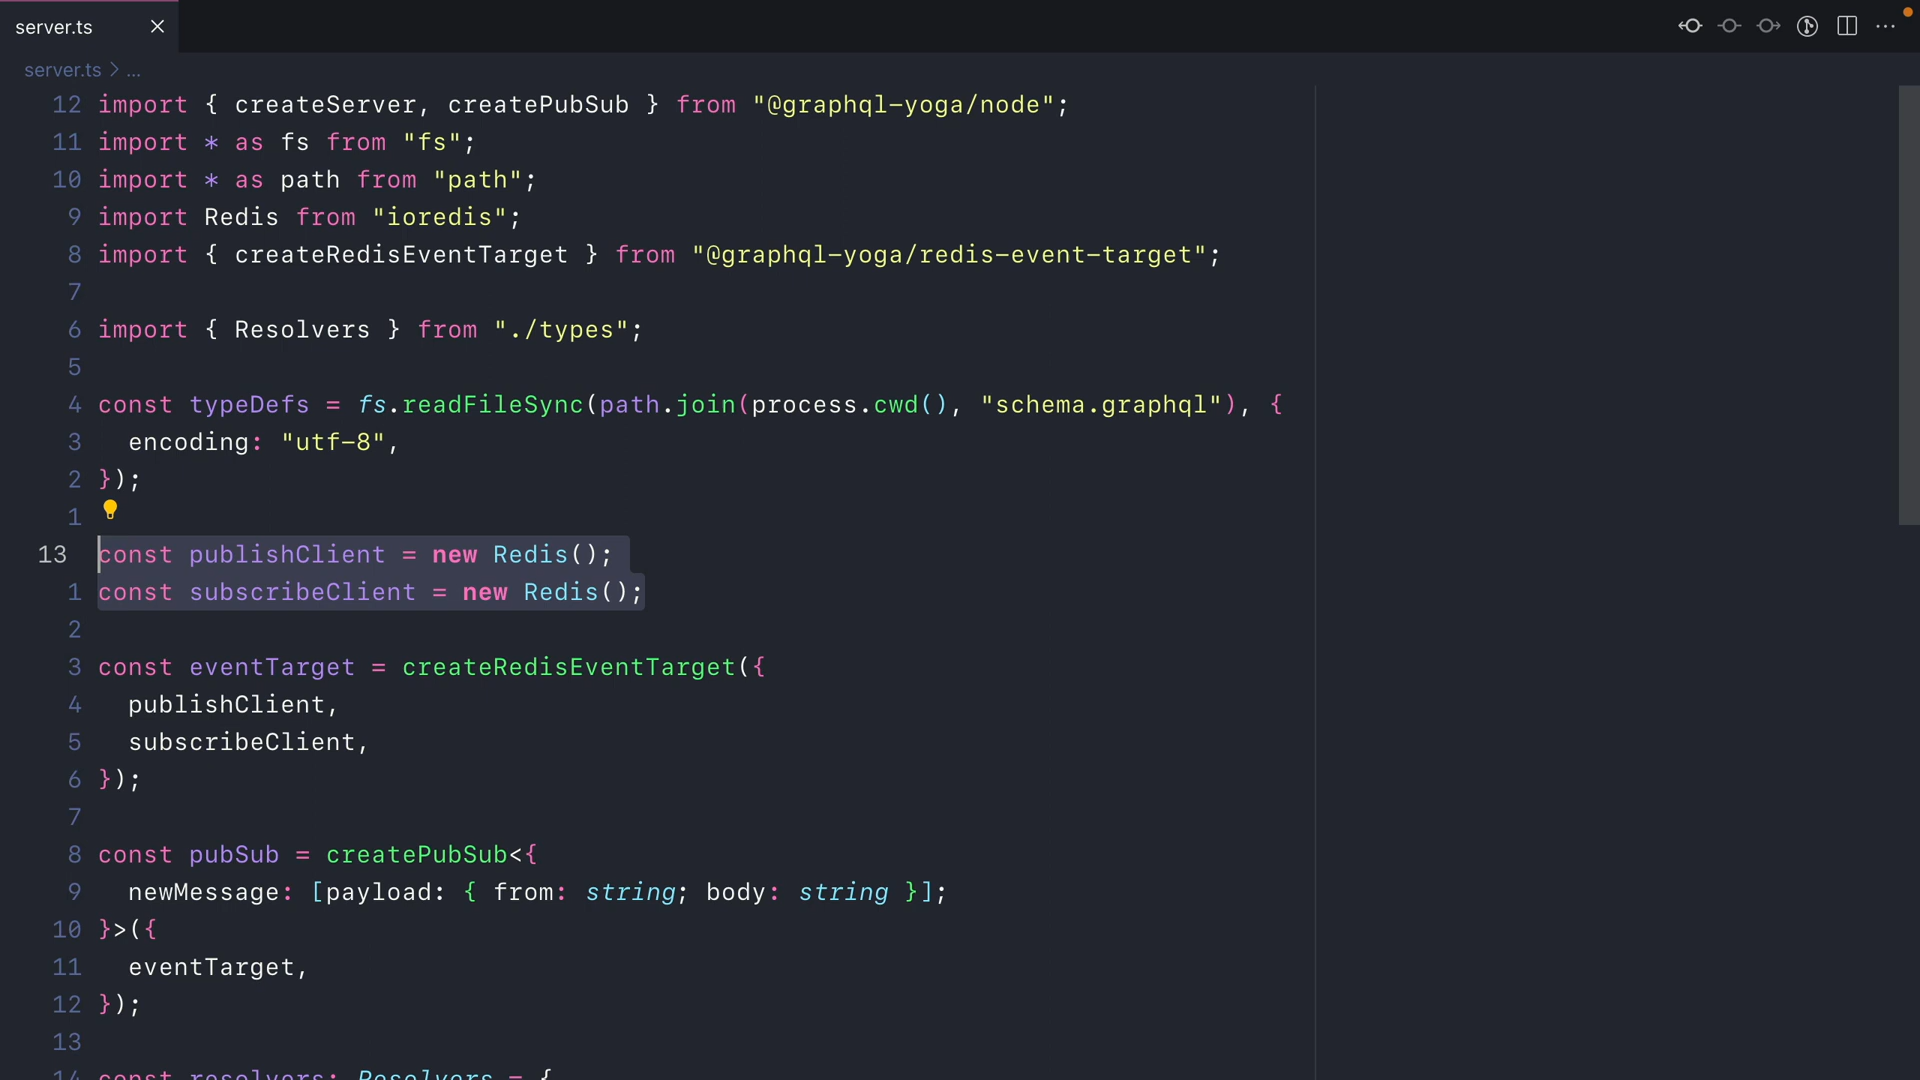 server.ts
server.ts > ...
12 import { createServer, createPubSub } from "@graphql-yoga/node";
11 import * as fs from "fs";
10 import * as path from "path";
9 import Redis from "ioredis";
8 import { createRedisEventTarget } from "@graphql-yoga/redis-event-target";
7
6 import { Resolvers } from "./types";
5
4 const typeDefs = fs.readFileSync(path.join(process.cwd(), "schema.graphql"), {
3   encoding: "utf-8",
2 });
1
13 const publishClient = new Redis();
1 const subscribeClient = new Redis();
2
3 const eventTarget = createRedisEventTarget({
4   publishClient,
5   subscribeClient,
6 });
7
8 const pubSub = createPubSub<{
9   newMessage: [payload: { from: string; body: string }];
10 }>({
11   eventTarget,
12 });
13
14 const resolvers: Resolvers = {